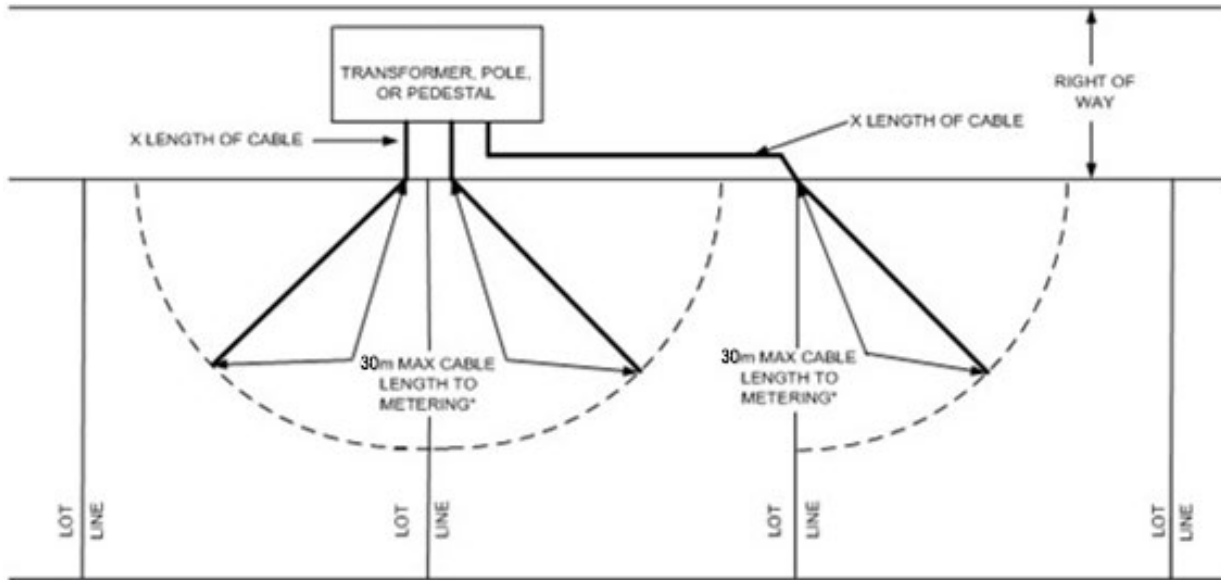 TRANSFORMER, POLE,
OR PEDESTAL
RIGHT OF
WAY
X LENGTH OF CABLE
X LENGTH OF CABLE
30m MAX CABLE
LENGTH TO
METERING*
30m MAX CABLE
LENGTH TO
METERING*
LOT
LINE
LOT
LINE
LOT
LINE
LOT
LINE